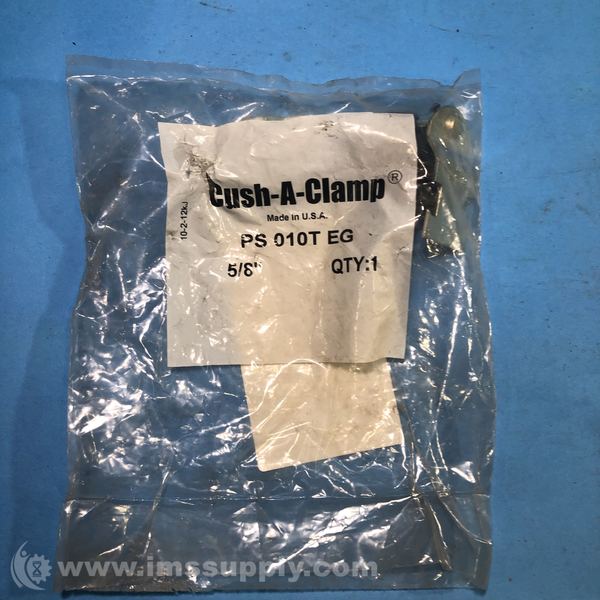 Cush-A-Clamp®
Made in U.S.A.
PS 010T EG
5/8" QTY:1
10-2-12kJ
www.imssupply.com